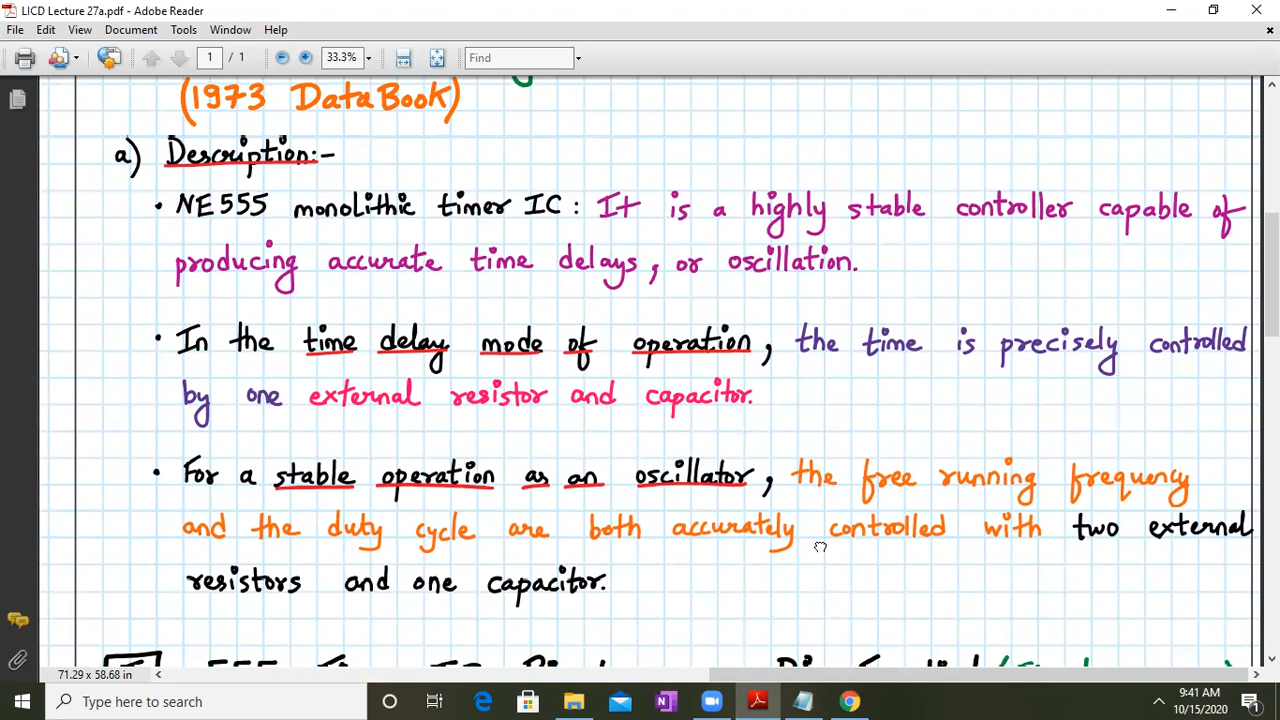 LICD Lecture 27a.pdf - Adobe Reader
File Edit View Document Tools Window Help
1 / 1 33.3% Find
(1973 DataBook)
a) Description:-
• NE555 monolithic timer IC : It is a highly stable controller capable of
producing accurate time delays, or oscillation.
• In the time delay mode of operation, the time is precisely controlled
by one external resistor and capacitor.
• For a stable operation as an oscillator, the free running frequency
and the duty cycle are both accurately controlled with two external
resistors and one capacitor.
71.29 x 58.68 in
Type here to search
9:41 AM
10/15/2020